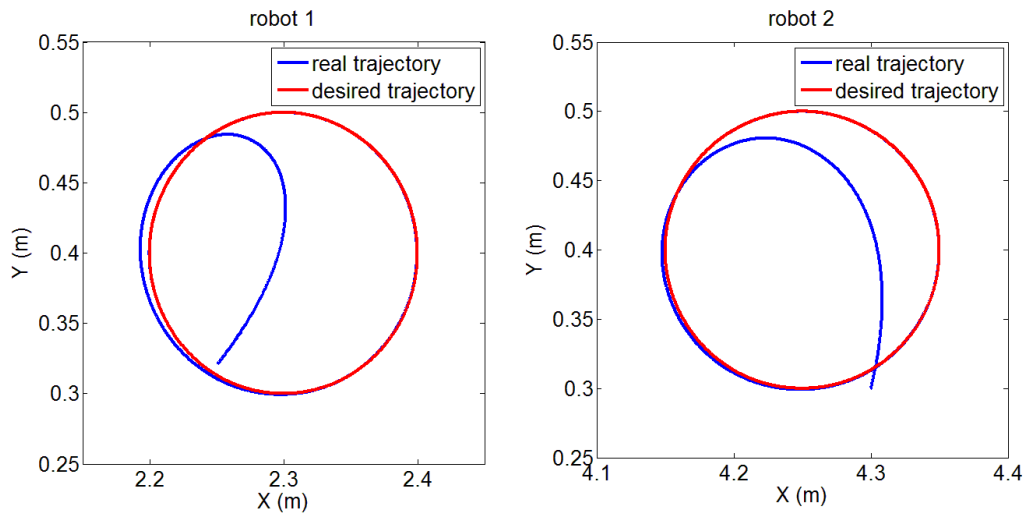 robot 1
0.55
0.5
0.45
0.4
0.35
0.3
0.25
Y (m)
real trajectory
desired trajectory
2.2
2.3
2.4
X (m)
robot 2
0.55
0.5
0.45
0.4
0.35
0.3
0.25
Y (m)
real trajectory
desired trajectory
4.1
4.2
4.3
4.4
X (m)